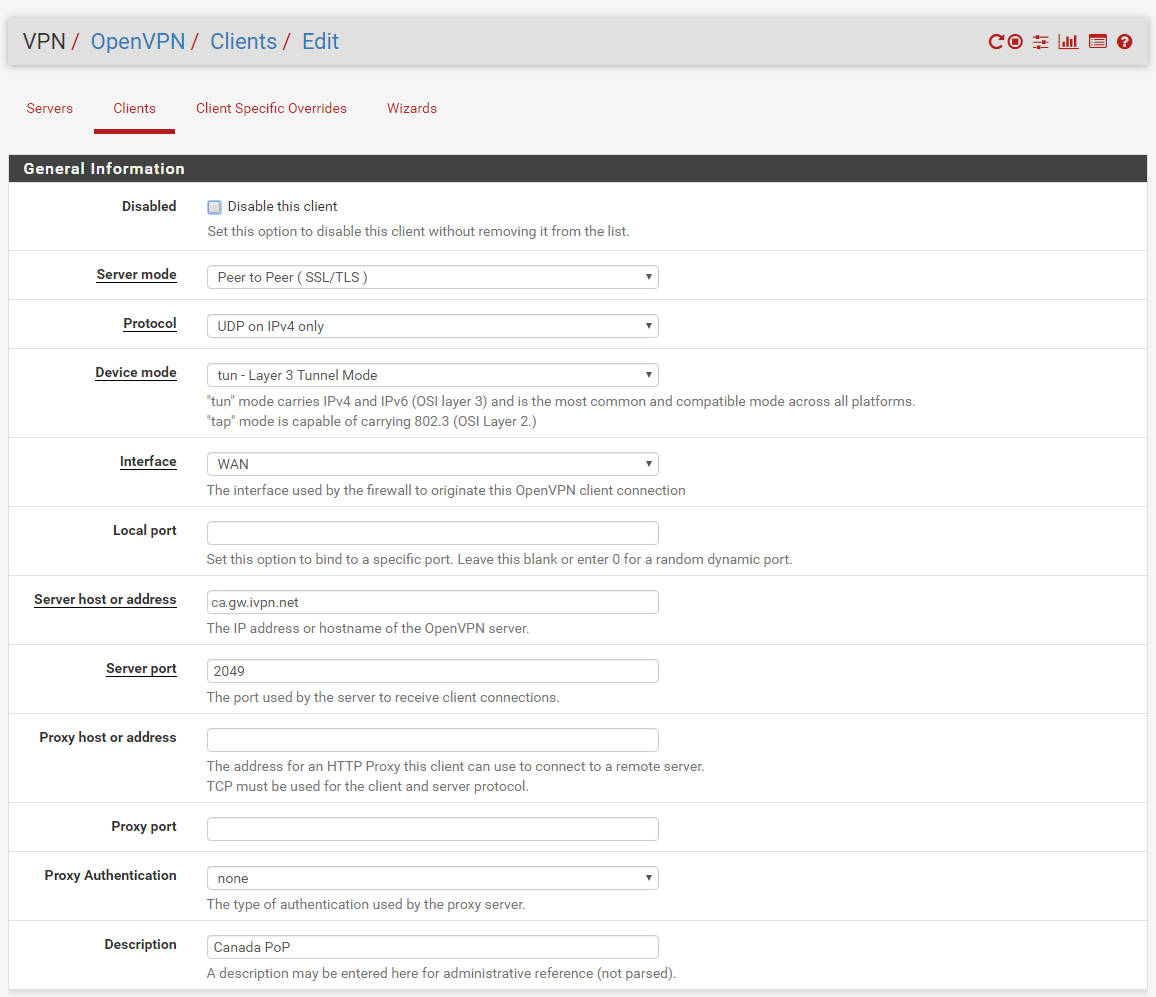 VPN / OpenVPN / Clients / Edit
Servers Clients Client Specific Overrides Wizards
General Information
Disabled Disable this client
Set this option to disable this client without removing it from the list.
Server mode Peer to Peer ( SSL/TLS )
Protocol UDP on IPv4 only
Device mode tun - Layer 3 Tunnel Mode
"tun" mode carries IPv4 and IPv6 (OSI layer 3) and is the most common and compatible mode across all platforms.
"tap" mode is capable of carrying 802.3 (OSI Layer 2.)
Interface WAN
The interface used by the firewall to originate this OpenVPN client connection
Local port
Set this option to bind to a specific port. Leave this blank or enter 0 for a random dynamic port.
Server host or address ca.gw.ivpn.net
The IP address or hostname of the OpenVPN server.
Server port 2049
The port used by the server to receive client connections.
Proxy host or address
The address for an HTTP Proxy this client can use to connect to a remote server.
TCP must be used for the client and server protocol.
Proxy port
Proxy Authentication none
The type of authentication used by the proxy server.
Description Canada PoP
A description may be entered here for administrative reference (not parsed).